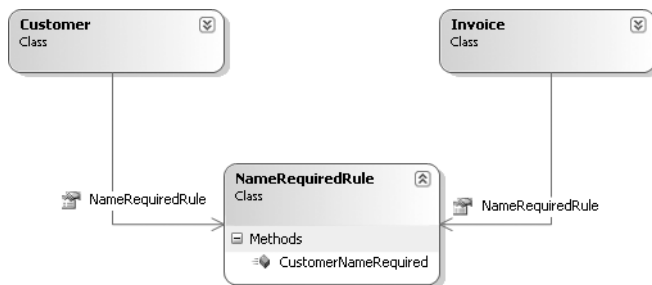 Customer
Class
Invoice
Class
NameRequiredRule
NameRequiredRule
Class
Methods
CustomerNameRequired
NameRequiredRule